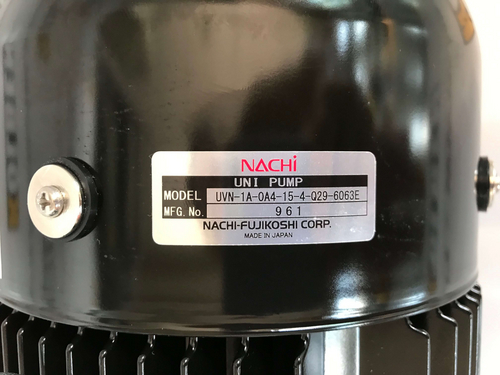 NACHi
UNI PUMP
MODEL UVN-1A-0A4-15-4-Q29-6063E
MFG.No. 961
NACHI-FUJIKOSHI CORP.
MADE IN JAPAN